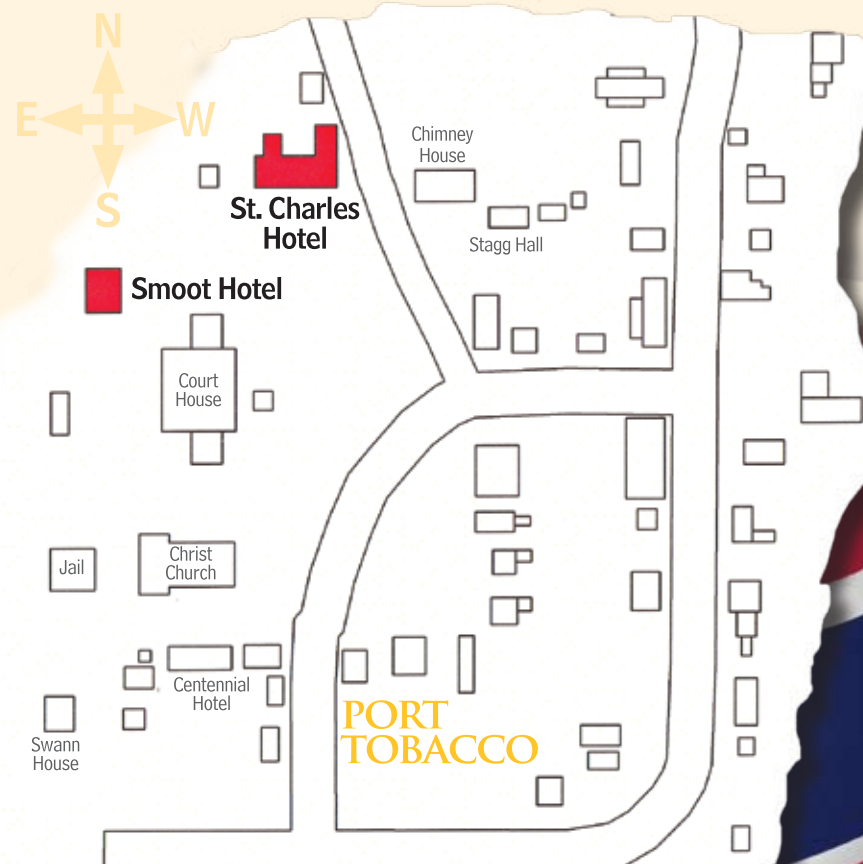 N
E W
S
Chimney
House
St. Charles
Hotel
Stagg Hall
Smoot Hotel
Court
House
Jail
Christ
Church
Centennial
Hotel
Swann
House
PORT
TOBACCO